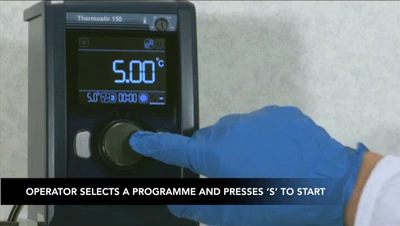 Thermostir 150
5.00°C
5.0°
00:00
OPERATOR SELECTS A PROGRAMME AND PRESSES 'S' TO START